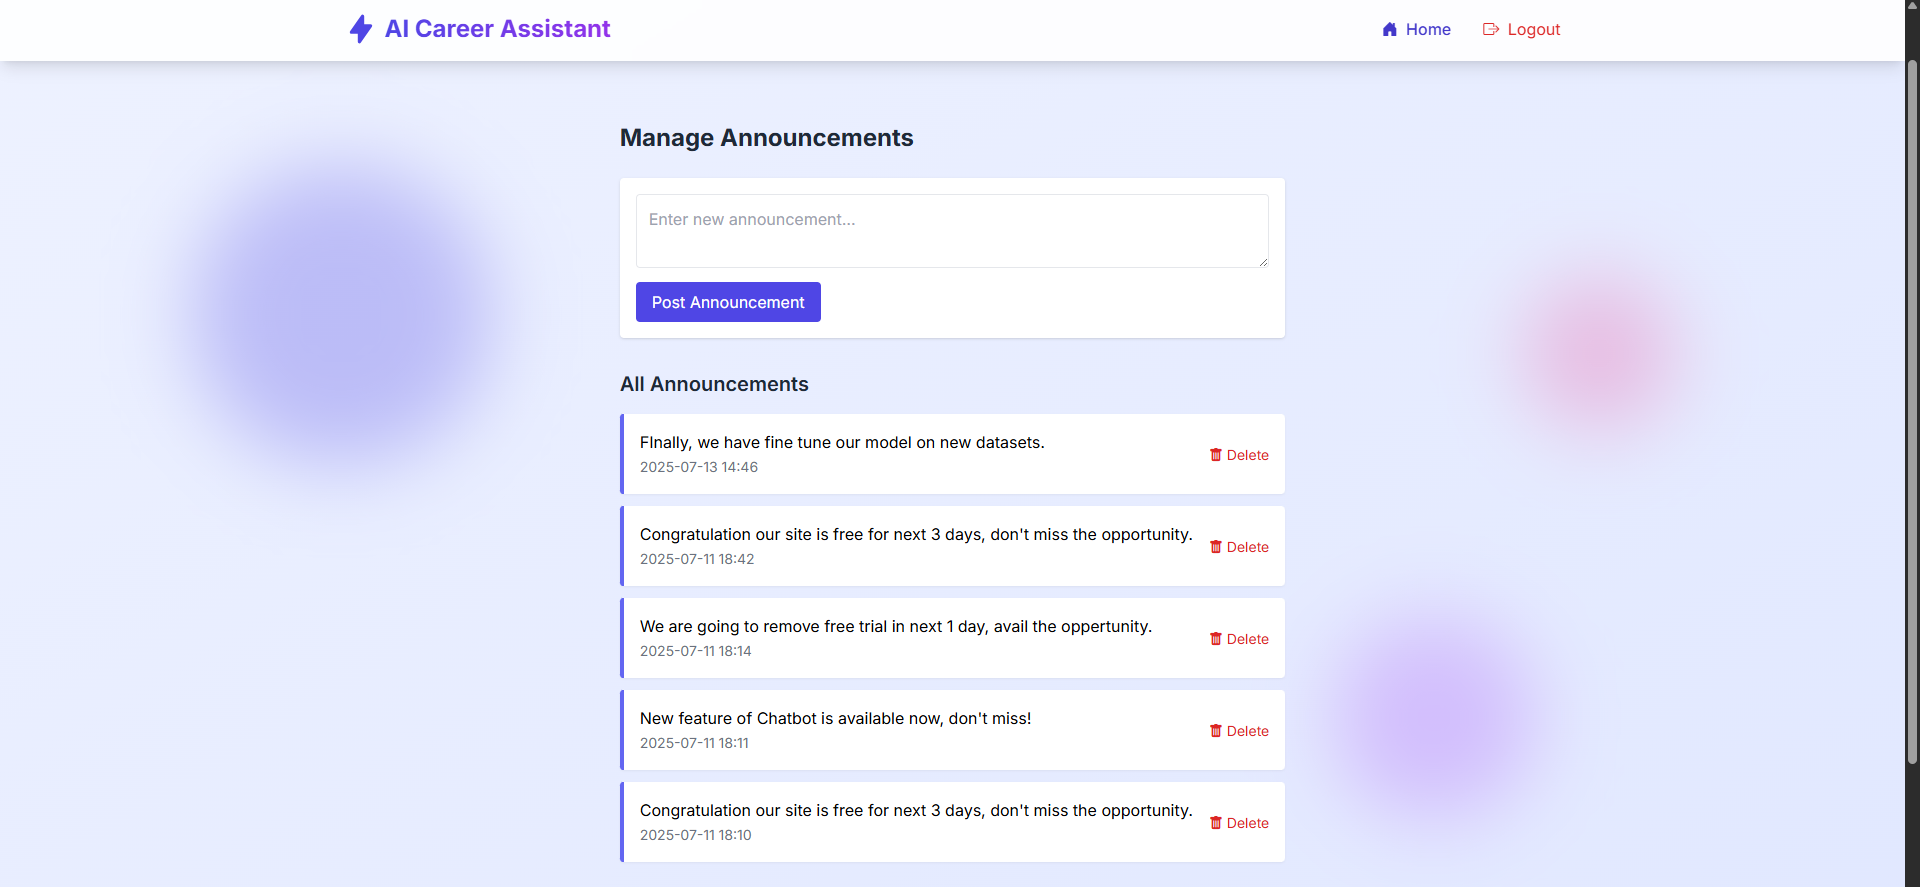 AI Career Assistant
Home
Logout
Manage Announcements
Enter new announcement...
Post Announcement
All Announcements
FInally, we have fine tune our model on new datasets.
2025-07-13 14:46
Delete
Congratulation our site is free for next 3 days, don't miss the opportunity.
2025-07-11 18:42
Delete
We are going to remove free trial in next 1 day, avail the oppertunity.
2025-07-11 18:14
Delete
New feature of Chatbot is available now, don't miss!
2025-07-11 18:11
Delete
Congratulation our site is free for next 3 days, don't miss the opportunity.
2025-07-11 18:10
Delete